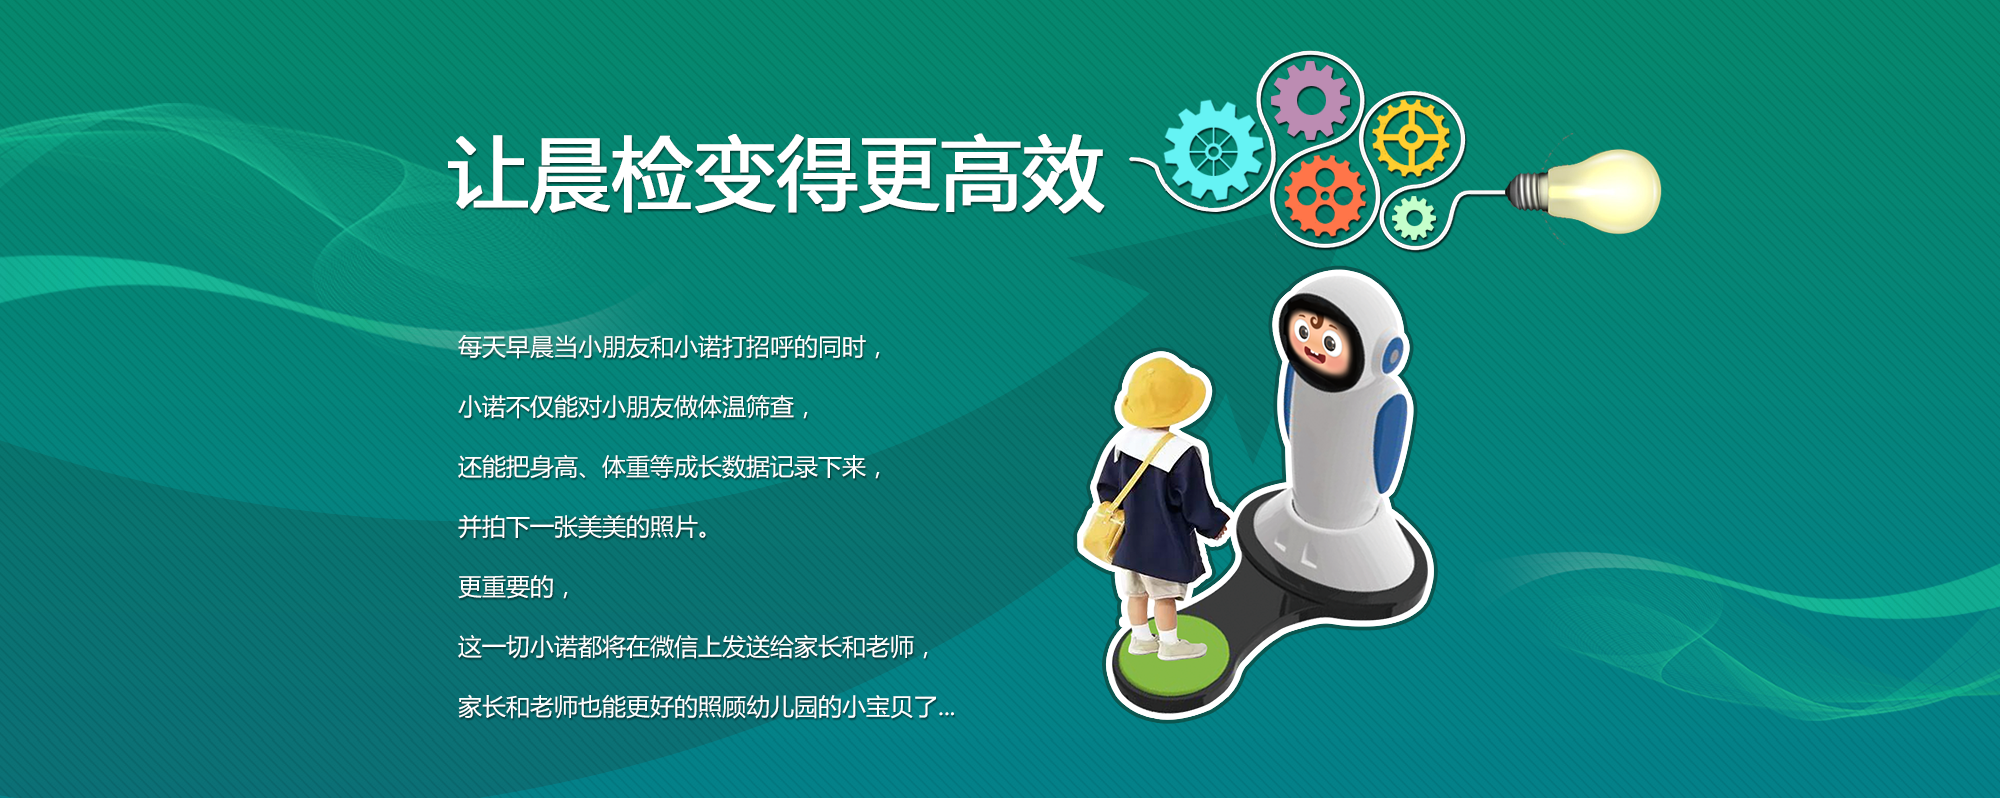 让晨检变得更高效
每天早晨当小朋友和小诺打招呼的同时，
小诺不仅能对小朋友做体温筛查，
还能把身高、体重等成长数据记录下来，
并拍下一张美美的照片。
更重要的，
这一切小诺都将在微信上发送给家长和老师，
家长和老师也能更好的照顾幼儿园的小宝贝了...